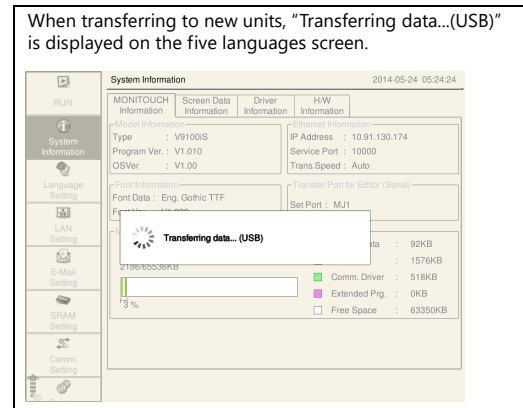 When transferring to new units, “Transferring data...(USB)”
is displayed on the five languages screen.
System Information 2014-05-24 05:24:24
RUN
System
Information
Language
Setting
LAN
Setting
E-Mail
Setting
SRAM
Setting
Comm.
Setting
MONITOUCH
Information
Screen Data
Information
Driver
Information
H/W
Information
Model Information
Type : V9100iS
Program Ver. : V1.010
OSVer : V1.00
Ethernet Information
IP Address : 10.91.130.174
Service Port : 10000
Trans.Speed : Auto
Font Information
Font Data : Eng. Gothic TTF
Transfer Port for Editor (Serial)
Set Port : MJ1
Transferring data... (USB)
2186/65536KB
3 %
: 92KB
: 1576KB
Comm. Driver : 518KB
Extended Prg. : 0KB
Free Space : 63350KB